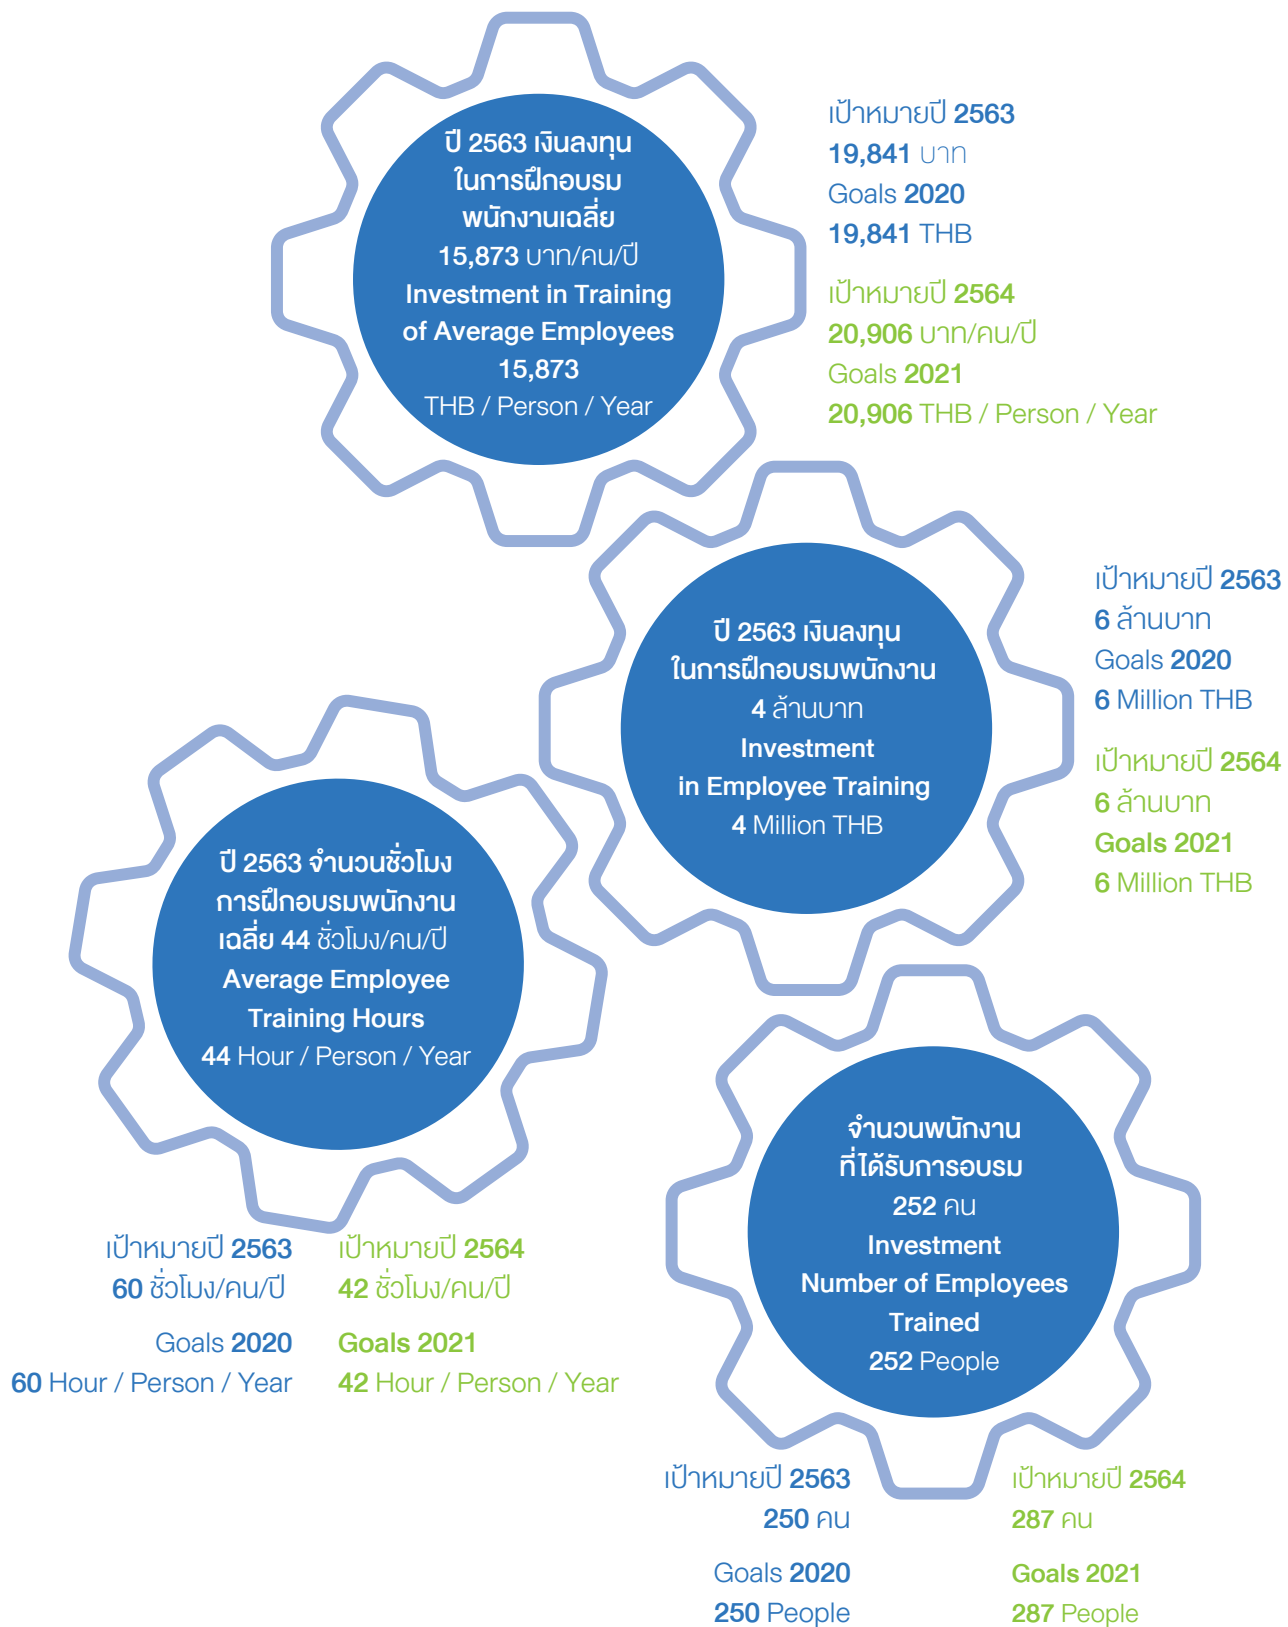 ปี 2563 เงินลงทุน
ในการฝึกอบรม
พนักงานเฉลี่ย
15,873 บาท/คน/ปี
Investment in Training
of Average Employees
15,873
THB / Person / Year
เป้าหมายปี 2563
19,841 บาท
Goals 2020
19,841 THB
เป้าหมายปี 2564
20,906 บาท/คน/ปี
Goals 2021
20,906 THB / Person / Year
ปี 2563 เงินลงทุน
ในการฝึกอบรมพนักงาน
4 ล้านบาท
Investment
in Employee Training
4 Million THB
เป้าหมายปี 2563
6 ล้านบาท
Goals 2020
6 Million THB
เป้าหมายปี 2564
6 ล้านบาท
Goals 2021
6 Million THB
ปี 2563 จำนวนชั่วโมง
การฝึกอบรมพนักงาน
เฉลี่ย 44 ชั่วโมง/คน/ปี
Average Employee
Training Hours
44 Hour / Person / Year
เป้าหมายปี 2563
60 ชั่วโมง/คน/ปี
Goals 2020
60 Hour / Person / Year
เป้าหมายปี 2564
42 ชั่วโมง/คน/ปี
Goals 2021
42 Hour / Person / Year
จำนวนพนักงาน
ที่ได้รับการอบรม
252 คน
Investment
Number of Employees
Trained
252 People
เป้าหมายปี 2563
250 คน
Goals 2020
250 People
เป้าหมายปี 2564
287 คน
Goals 2021
287 People